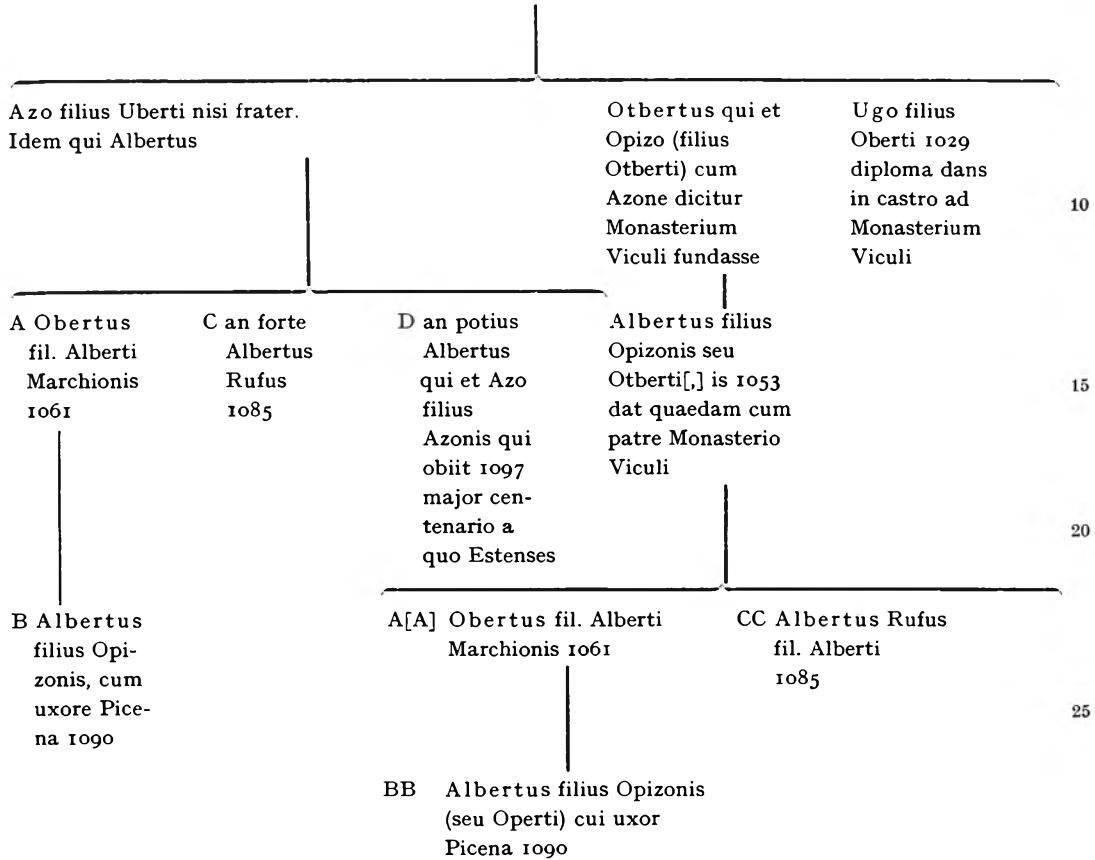 Azo filius Uberti nisi frater.
Idem qui Albertus
Otbertus qui et
Opizo (filius
Otberti) cum
Azone dicitur
Monasterium
Viculi fundasse
Ugo filius
Oberti 1029
diploma dans
in castro ad
Monasterium
Viculi
10
A Obertus
fil. Alberti
Marchionis
1061
C an forte
Albertus
Rufus
1085
D an potius
Albertus
qui et Azo
filius
Azonis qui
obiit 1097
major cen-
tenario a
quo Estenses
Albertus filius
Opizonis seu
Otberti[,] is 1053
dat quaedam cum
patre Monasterio
Viculi
15
20
B Albertus
filius Opi-
zonis, cum
uxore Pice-
na 1090
A[A] Obertus fil. Alberti
Marchionis 1061
CC Albertus Rufus
fil. Alberti
1085
25
BB Albertus filius Opizonis
(seu Operti) cui uxor
Picena 1090